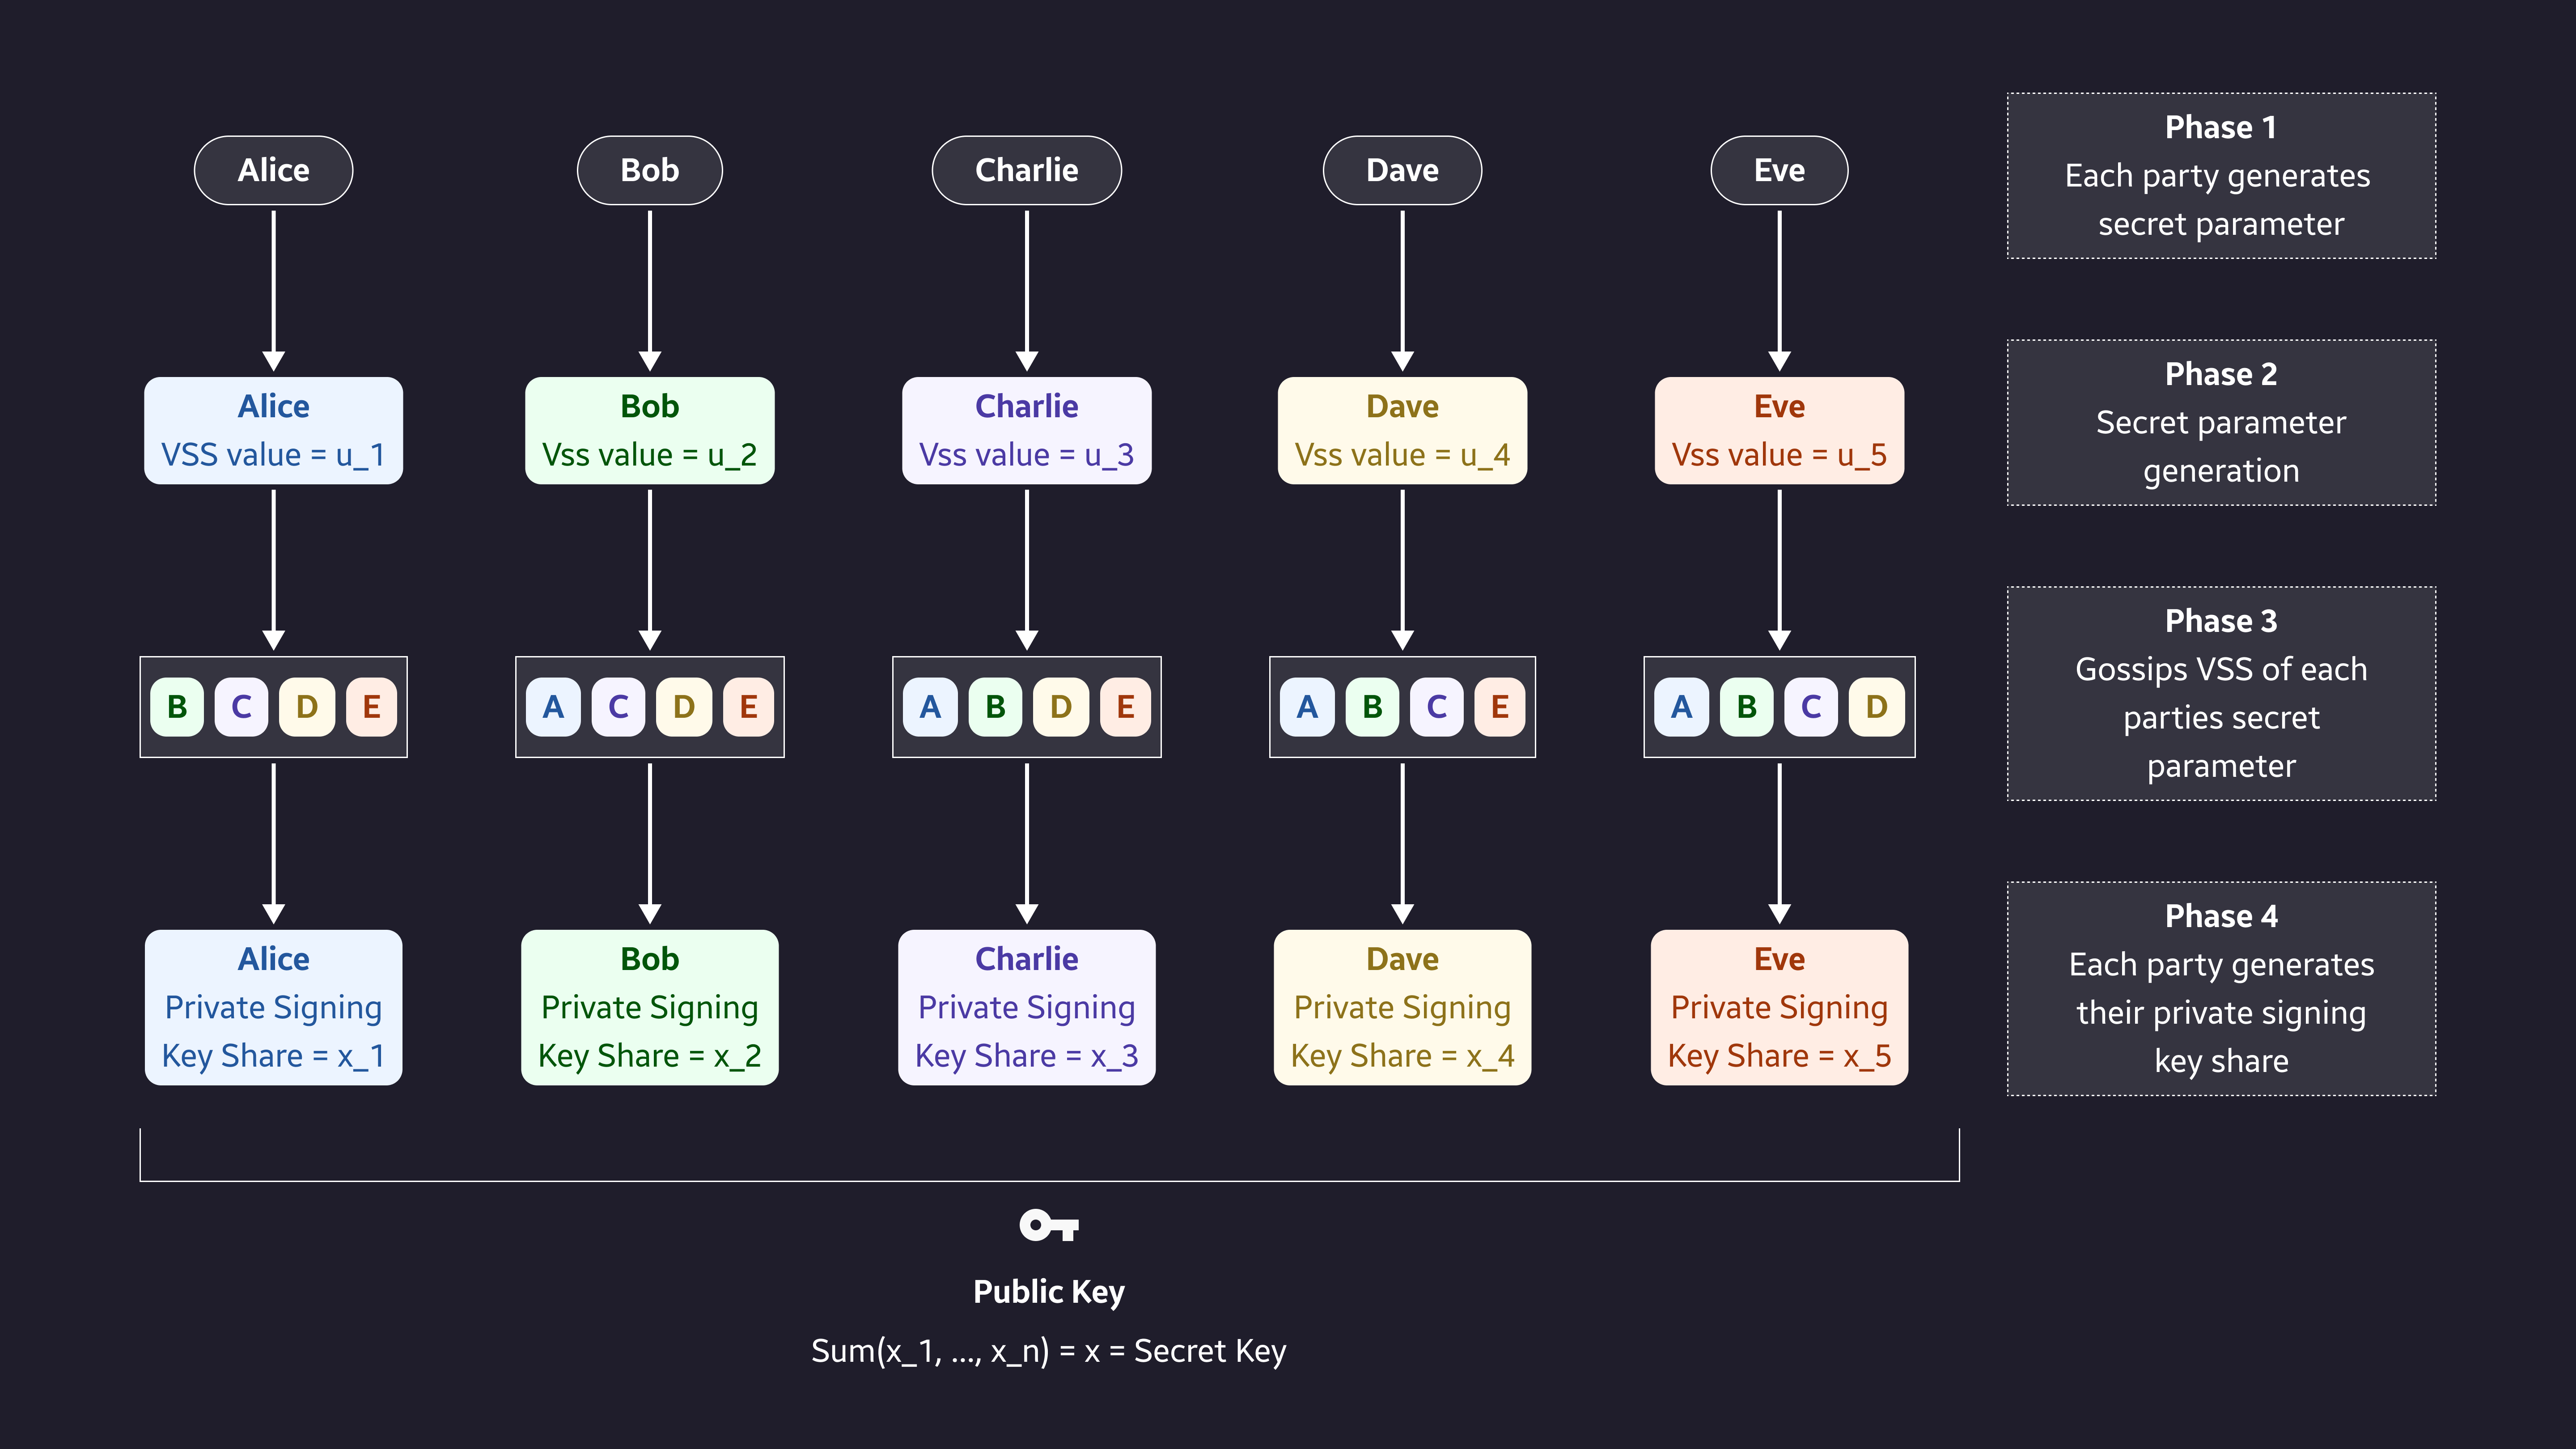 Alice
Bob
Charlie
Dave
Eve
Phase 1
Each party generates
secret parameter
Alice
VSS value = u_1
Bob
Vss value = u_2
Charlie
Vss value = u_3
Dave
Vss value = u_4
Eve
Vss value = u_5
Phase 2
Secret parameter
generation
B C D E
A C D E
A B D E
A B C E
A B C D
Phase 3
Gossips VSS of each
parties secret
parameter
Alice
Private Signing
Key Share = x_1
Bob
Private Signing
Key Share = x_2
Charlie
Private Signing
Key Share = x_3
Dave
Private Signing
Key Share = x_4
Eve
Private Signing
Key Share = x_5
Phase 4
Each party generates
their private signing
key share
Public Key
Sum(x_1, ..., x_n) = x = Secret Key